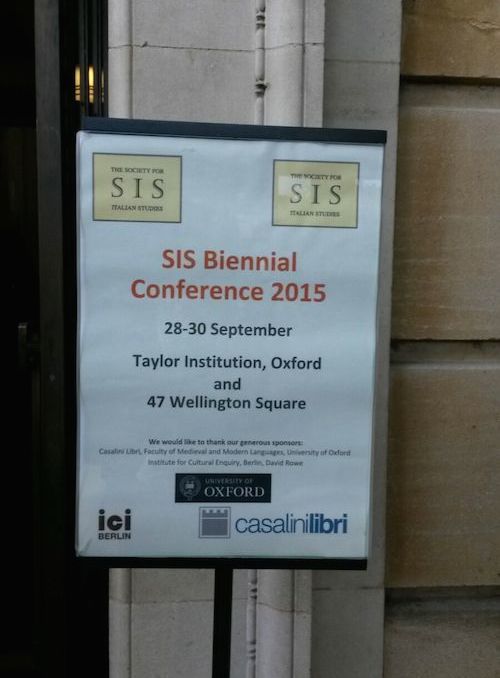 THE SOCIETY FOR
SIS
ITALIAN STUDIES
THE SOCIETY FOR
SIS
ITALIAN STUDIES
SIS Biennial
Conference 2015
28-30 September
Taylor Institution, Oxford
and
47 Wellington Square
We would like to thank our generous sponsors:
Casalini Libri, Faculty of Medieval and Modern Languages, University of Oxford
Institute for Cultural Enquiry, Berlin, David Rowe
UNIVERSITY OF
OXFORD
ici
BERLIN
casalinilibri